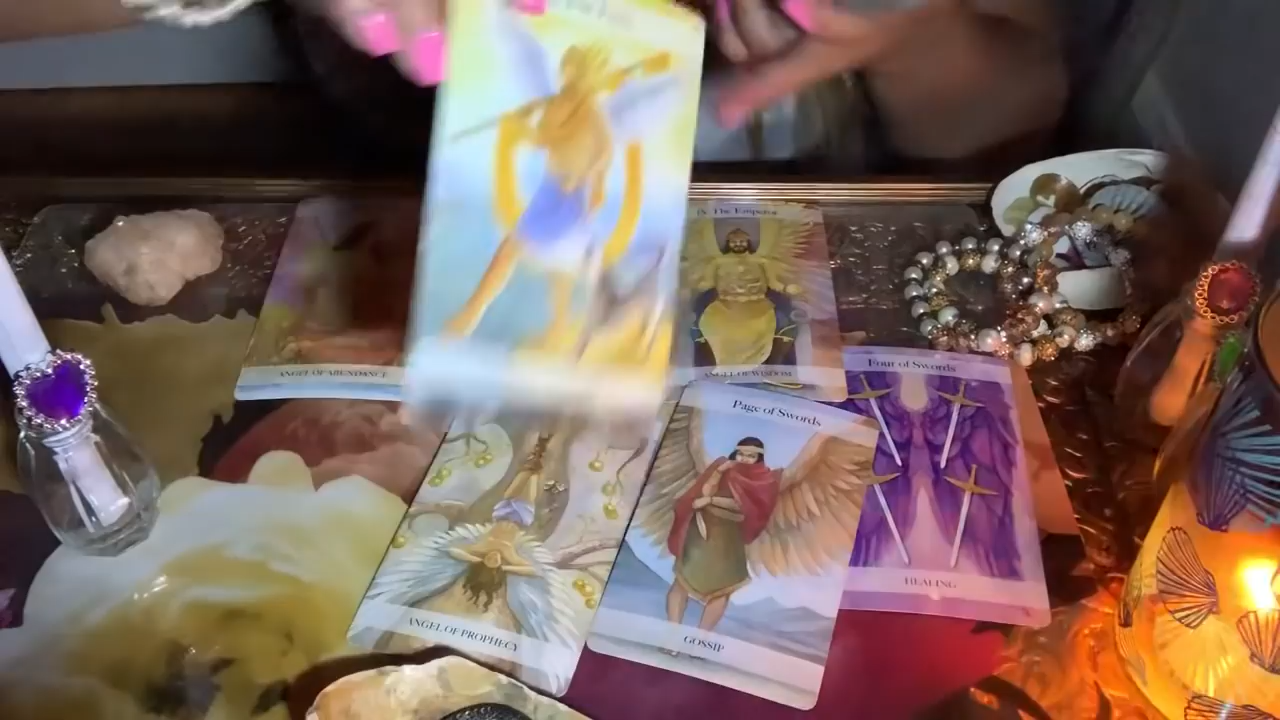 IV The Emperor
ANGEL OF ABUNDANCE
ANGEL OF WISDOM
Four of Swords
Page of Swords
HEALING
ANGEL OF PROPHECY
GOSSIP